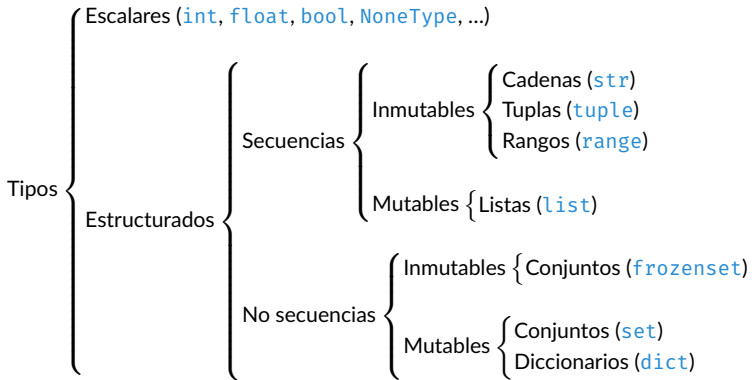 Tipos
Escalares (int, float, bool, NoneType, ...)
Estructurados
Secuencias
Inmutables
Cadenas (str)
Tuplas (tuple)
Rangos (range)
Mutables
Listas (list)
No secuencias
Inmutables
Conjuntos (frozenset)
Mutables
Conjuntos (set)
Diccionarios (dict)